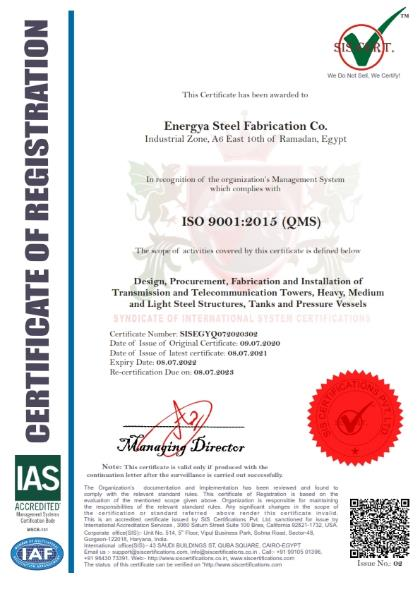 CERTIFICATE OF REGISTRATION
TM
SIS CERT.
We Do Not Sell, We Certify!
This Certificate has been awarded to
Energya Steel Fabrication Co.
Industrial Zone, A6 East 10th of Ramadan, Egypt
In recognition of the organization's Management System
which complies with
ISO 9001:2015 (QMS)
The scope of activities covered by this certificate is defined below
Design, Procurement, Fabrication and Installation of
Transmission and Telecommunication Towers, Heavy, Medium
and Light Steel Structures, Tanks and Pressure Vessels
SYNDICATE OF INTERNATIONAL SYSTEM CERTIFICATIONS
Certificate Number: SISEGYQ072020302
Date of Issue of Original Certificate: 09.07.2020
Date of Issue of latest certificate: 08.07.2021
Expiry Date: 08.07.2022
Re-certification Due on: 08.07.2023
SIS CERTIFICATIONS PVT. LTD.
Managing Director
Note: This certificate is valid only if produced with the
continuation letter after the surveillance is carried out successfully.
IAS
ACCREDITED
Management Systems
Certification Body
MSCB-151
IAF
The Organization's documentation and Implementation has been reviewed and found to
comply with the relevant standard rules. This Certificate of Registration is based on the
evaluation of the mentioned scope given above. Organization is responsible for maintaining
the responsibilities of the relevant standard rules. Any significant changes in the scope of
the certification or standard referred above render this certificate invalid.
This is an accredited certificate issued by SIS Certifications Pvt. Ltd. sanctioned for issue by
International Accreditation Services , 3060 Saturn Street Suite 100 Brea, California 92821-1732, USA.
Corporate office(SIS):- Unit No. 514, 5th Floor, Vipul Business Park, Sohna Road, Sector-48,
Gurgaon-122018, Haryana, India.
International office(SIS)- 43 SAUDI BUILDINGS ST. QUBA SQUARE, CAIRO-EGYPT
Email us :- support@siscertifications.com, info@siscertifications.co.in , Call:- +91 99105 01396,
+91 98430 73391, Web:- http://www.siscertifications.co.in, http://www.siscertifications.com
The status of this certificate can be verified on "http://www.siscertifications.com
Issue No.: 02